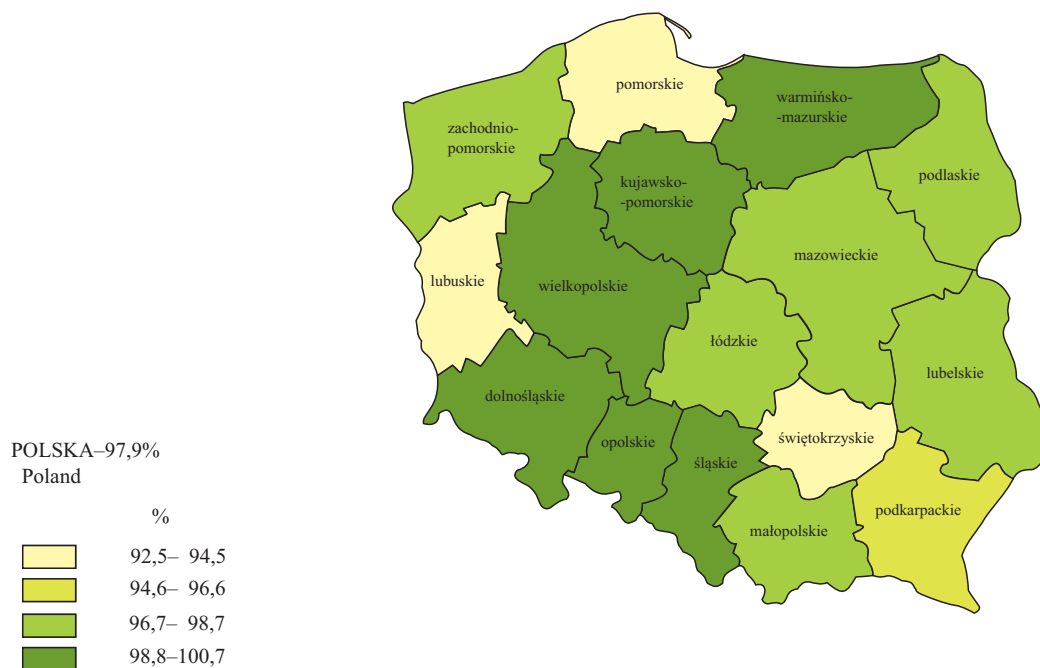 pomorskie
warmińsko-
-mazurskie
zachodnio-
pomorskie
podlaskie
kujawsko-
-pomorskie
mazowieckie
lubuskie
wielkopolskie
łódzkie
lubelskie
dolnośląskie
świętokrzyskie
opolskie
śląskie
podkarpackie
małopolskie
POLSKA–97,9%
Poland
%
92,5– 94,5
94,6– 96,6
96,7– 98,7
98,8–100,7